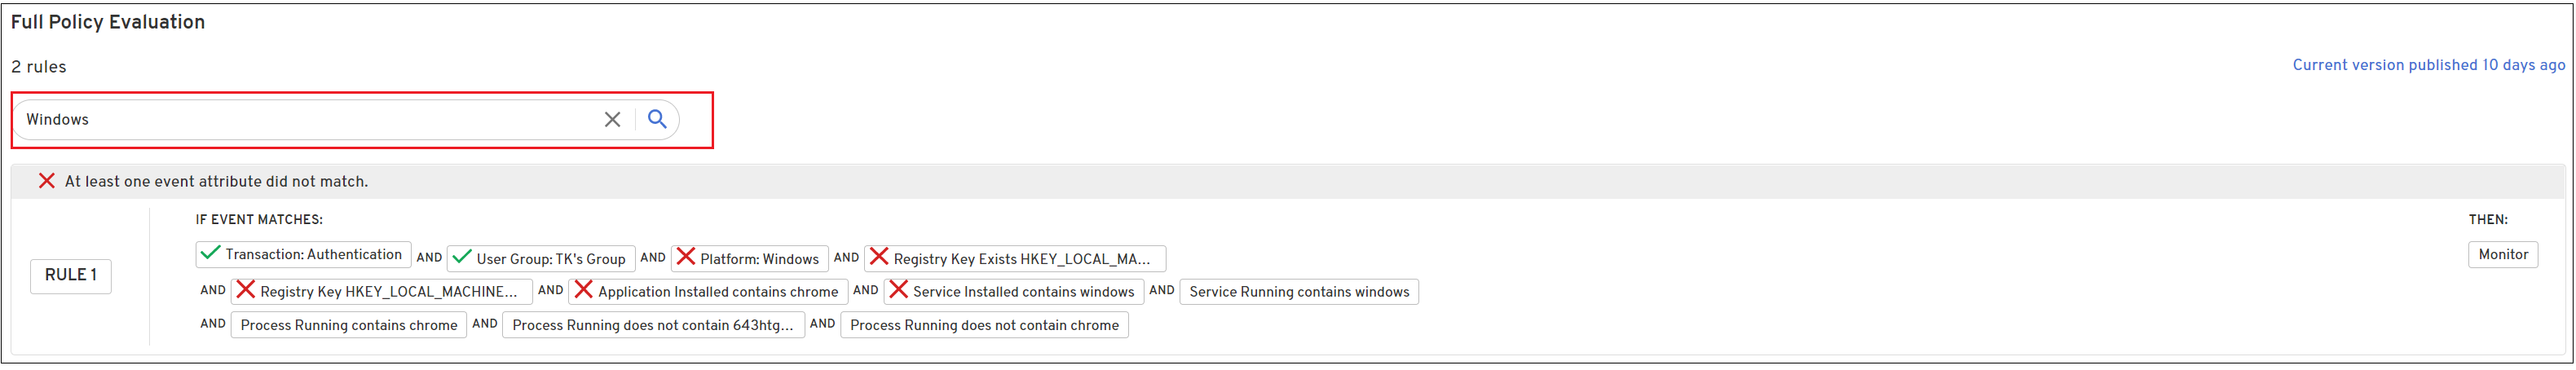 Full Policy Evaluation
2 rules
Current version published 10 days ago
Windows
At least one event attribute did not match.
IF EVENT MATCHES:
THEN:
RULE 1
Transaction: Authentication AND User Group: TK's Group AND Platform: Windows AND Registry Key Exists HKEY_LOCAL_MA...
Monitor
AND Registry Key HKEY_LOCAL_MACHINE... AND Application Installed contains chrome AND Service Installed contains windows AND Service Running contains windows
AND Process Running contains chrome AND Process Running does not contain 643htg... AND Process Running does not contain chrome